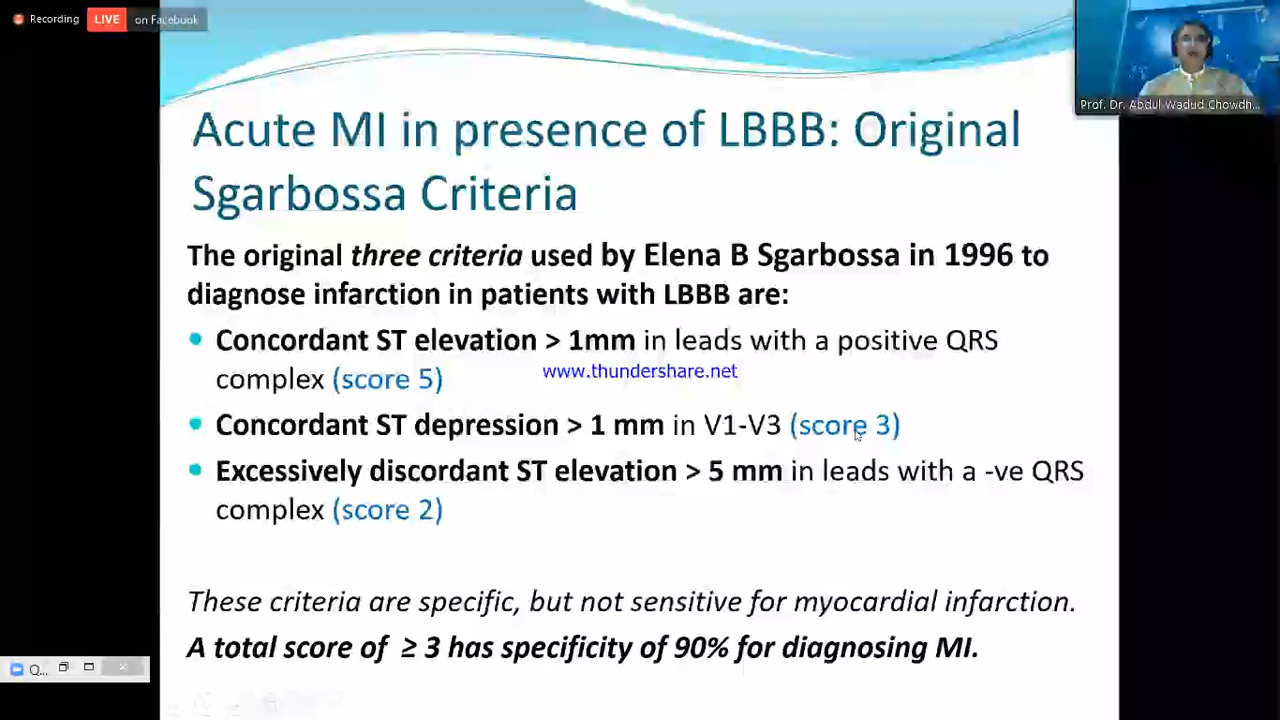 Recording
LIVE
on Facebook
Prof. Dr. Abdul Wadud Chowdh...
Acute MI in presence of LBBB: Original
Sgarbossa Criteria
The original three criteria used by Elena B Sgarbossa in 1996 to
diagnose infarction in patients with LBBB are:
• Concordant ST elevation > 1mm in leads with a positive QRS
complex (score 5)
www.thundershare.net
• Concordant ST depression > 1 mm in V1-V3 (score 3)
• Excessively discordant ST elevation > 5 mm in leads with a -ve QRS
complex (score 2)
These criteria are specific, but not sensitive for myocardial infarction.
A total score of ≥ 3 has specificity of 90% for diagnosing MI.
Q...